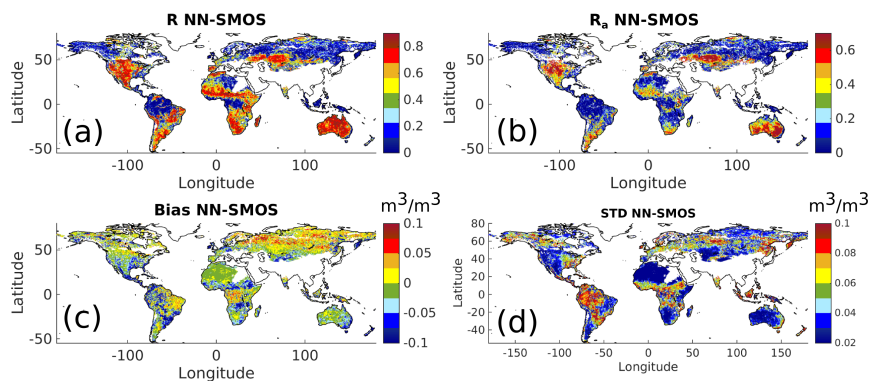 R NN-SMOS
Latitude
50
0
-50
-100
0
100
Longitude
0.8
0.6
0.4
0.2
0
(a)
R_a NN-SMOS
Latitude
50
0
-50
-100
0
100
Longitude
0.6
0.4
0.2
0
(b)
Bias NN-SMOS
m³/m³
Latitude
50
0
-50
-100
0
100
Longitude
0.1
0.05
0
-0.05
-0.1
(c)
STD NN-SMOS
m³/m³
Latitude
80
60
40
20
0
-20
-40
-150
-100
-50
0
50
100
150
Longitude
0.1
0.08
0.06
0.04
0.02
(d)